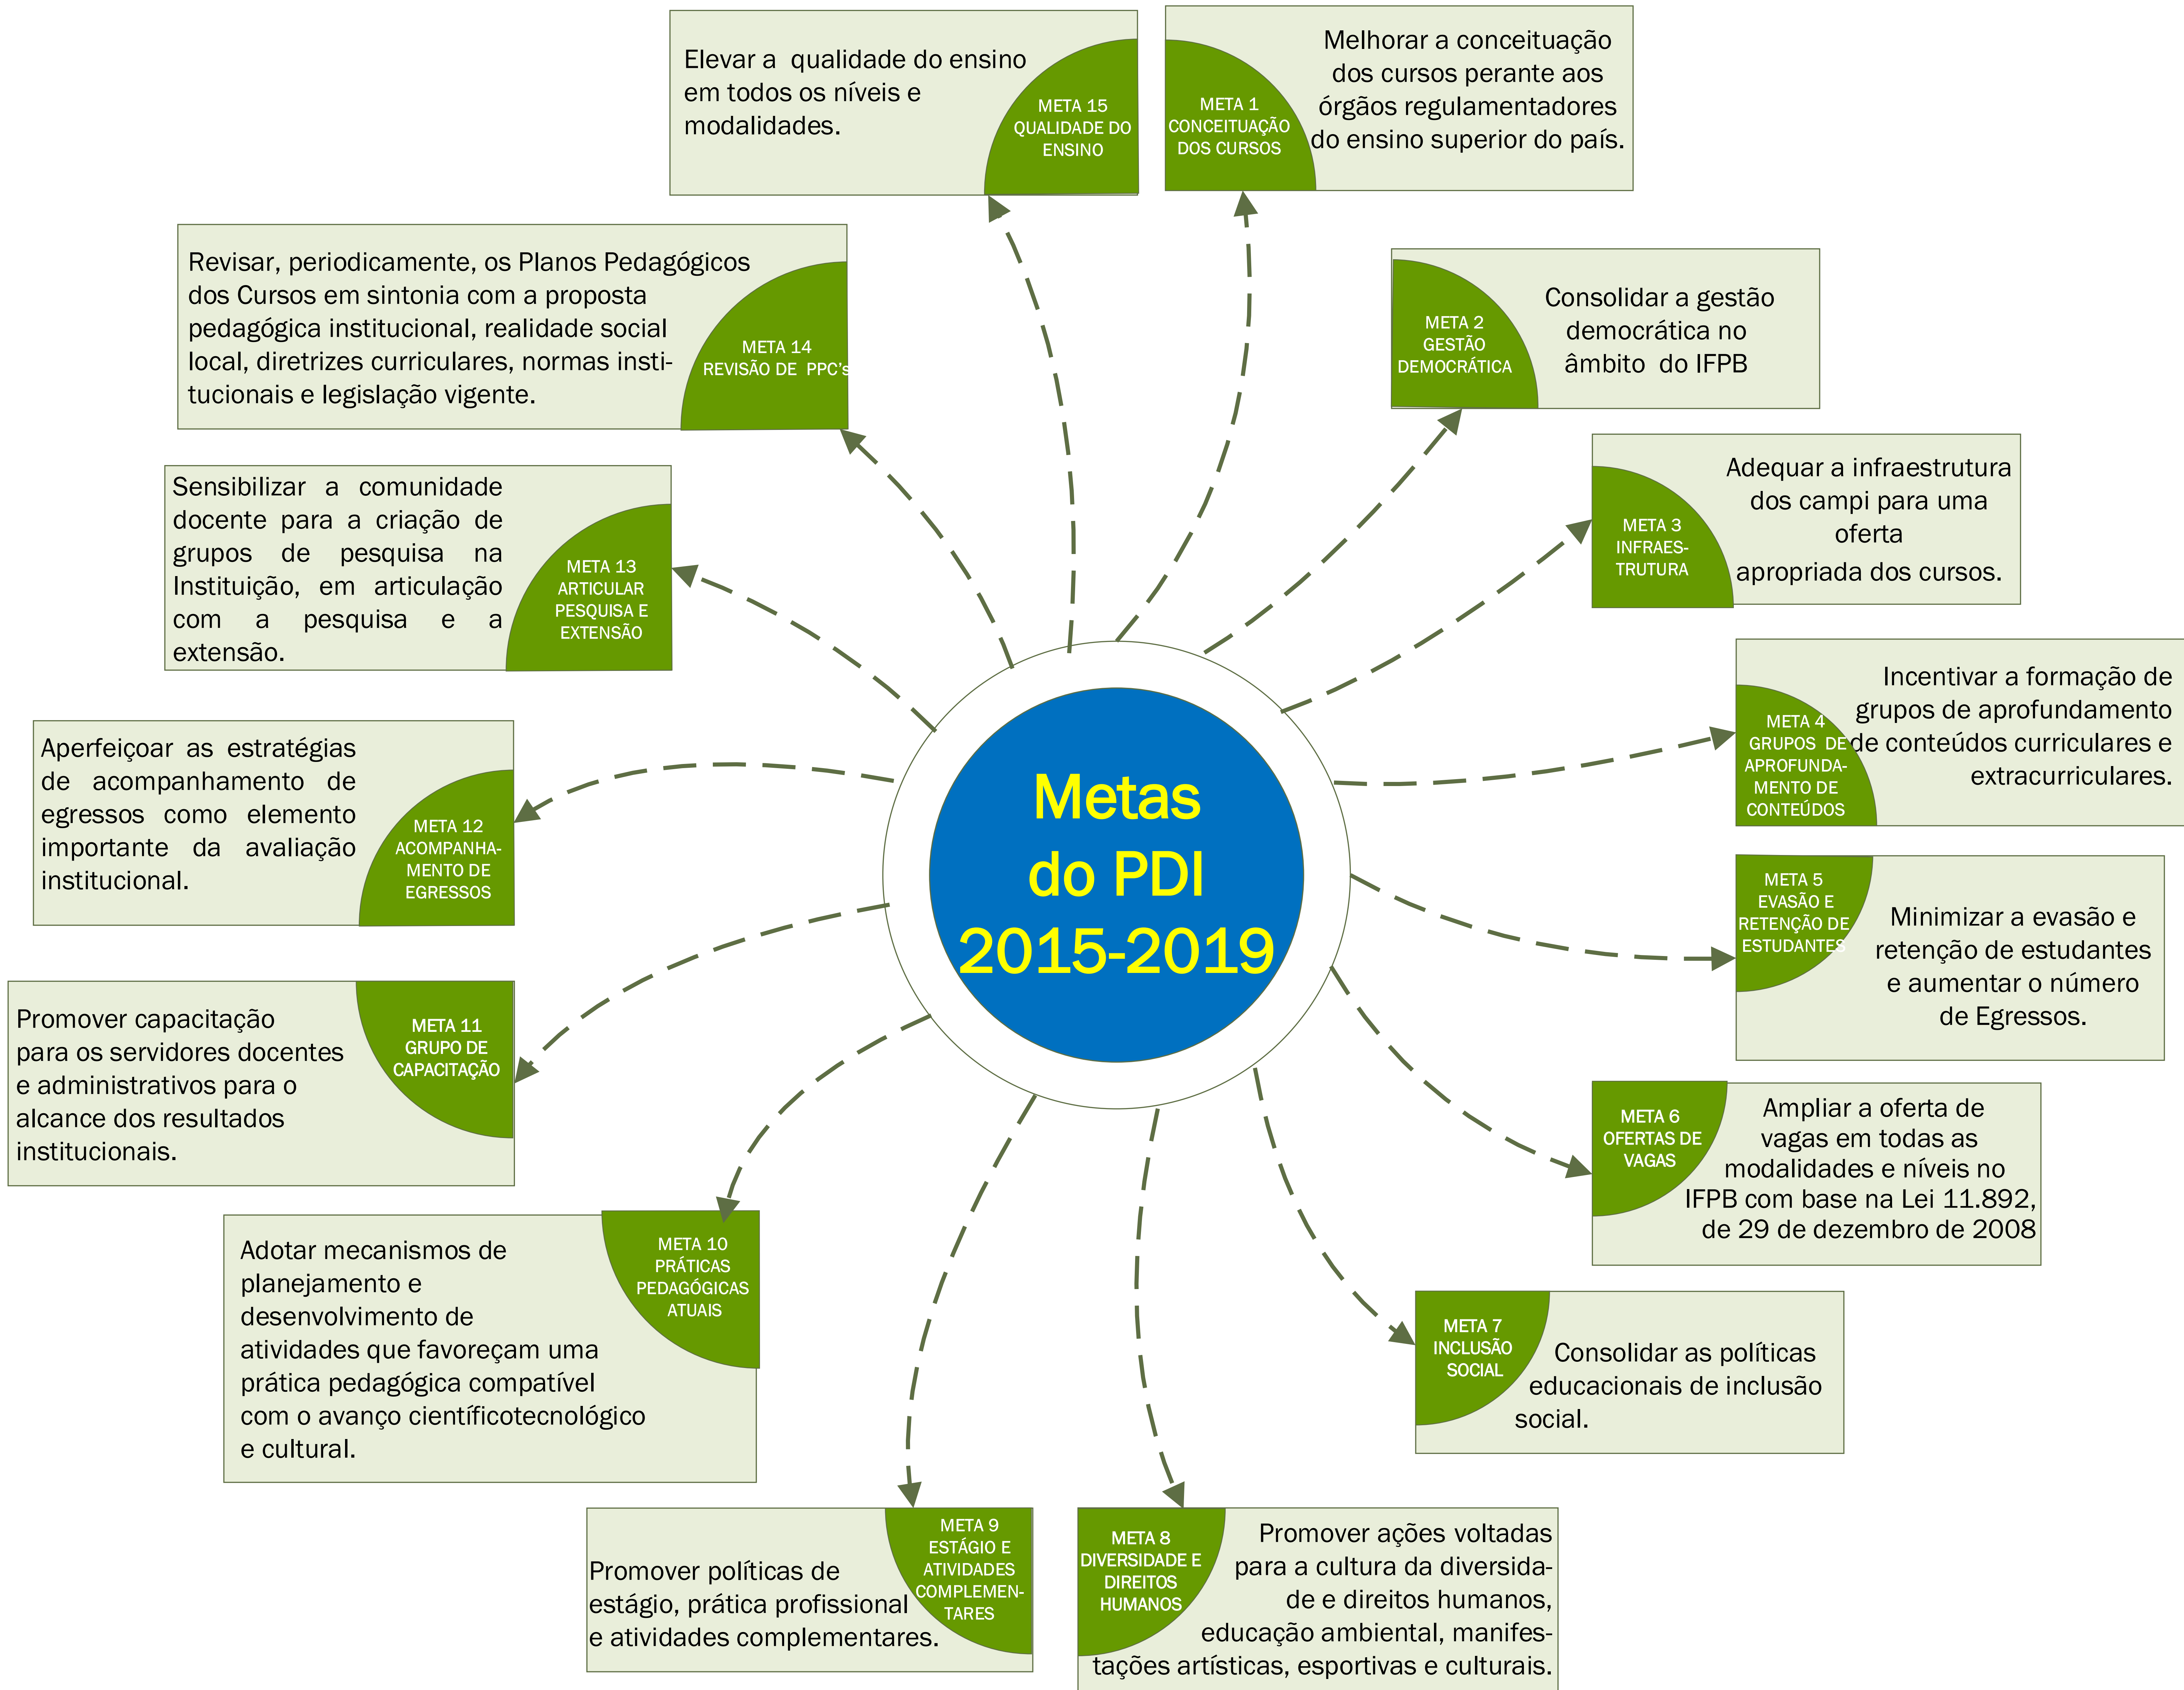 Metas
do PDI
2015-2019
META 1
CONCEITUAÇÃO
DOS CURSOS
Melhorar a conceituação
dos cursos perante aos
órgãos regulamentadores
do ensino superior do país.
META 2
GESTÃO
DEMOCRÁTICA
Consolidar a gestão
democrática no
âmbito do IFPB
META 3
INFRAES-
TRUTURA
Adequar a infraestrutura
dos campi para uma
oferta
apropriada dos cursos.
META 4
GRUPOS DE
APROFUNDA-
MENTO DE
CONTEÚDOS
Incentivar a formação de
grupos de aprofundamento
de conteúdos curriculares e
extracurriculares.
META 5
EVASÃO E
RETENÇÃO DE
ESTUDANTES
Minimizar a evasão e
retenção de estudantes
e aumentar o número
de Egressos.
META 6
OFERTAS DE
VAGAS
Ampliar a oferta de
vagas em todas as
modalidades e níveis no
IFPB com base na Lei 11.892,
de 29 de dezembro de 2008
META 7
INCLUSÃO
SOCIAL
Consolidar as políticas
educacionais de inclusão
social.
META 8
DIVERSIDADE E
DIREITOS
HUMANOS
Promover ações voltadas
para a cultura da diversida-
de e direitos humanos,
educação ambiental, manifes-
tações artísticas, esportivas e culturais.
META 9
ESTÁGIO E
ATIVIDADES
COMPLEMEN-
TARES
Promover políticas de
estágio, prática profissional
e atividades complementares.
META 10
PRÁTICAS
PEDAGÓGICAS
ATUAIS
Adotar mecanismos de
planejamento e
desenvolvimento de
atividades que favoreçam uma
prática pedagógica compatível
com o avanço científicotecnológico
e cultural.
META 11
GRUPO DE
CAPACITAÇÃO
Promover capacitação
para os servidores docentes
e administrativos para o
alcance dos resultados
institucionais.
META 12
ACOMPANHA-
MENTO DE
EGRESSOS
Aperfeiçoar as estratégias
de acompanhamento de
egressos como elemento
importante da avaliação
institucional.
META 13
ARTICULAR
PESQUISA E
EXTENSÃO
Sensibilizar a comunidade
docente para a criação de
grupos de pesquisa na
Instituição, em articulação
com a pesquisa e a
extensão.
META 14
REVISÃO DE PPC's
Revisar, periodicamente, os Planos Pedagógicos
dos Cursos em sintonia com a proposta
pedagógica institucional, realidade social
local, diretrizes curriculares, normas insti-
tucionais e legislação vigente.
META 15
QUALIDADE DO
ENSINO
Elevar a qualidade do ensino
em todos os níveis e
modalidades.